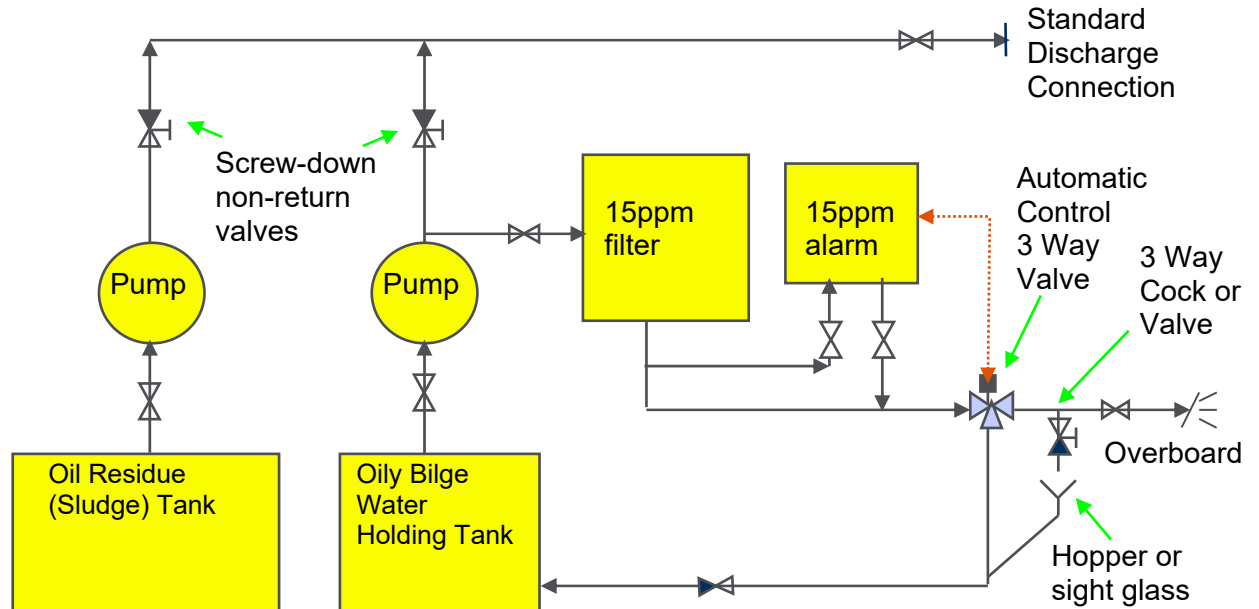 Standard
Discharge
Connection
Screw-down
non-return
valves
15ppm
filter
15ppm
alarm
Automatic
Control
3 Way
Valve
3 Way
Cock or
Valve
Pump
Pump
Overboard
Oil Residue
(Sludge) Tank
Oily Bilge
Water
Holding Tank
Hopper or
sight glass